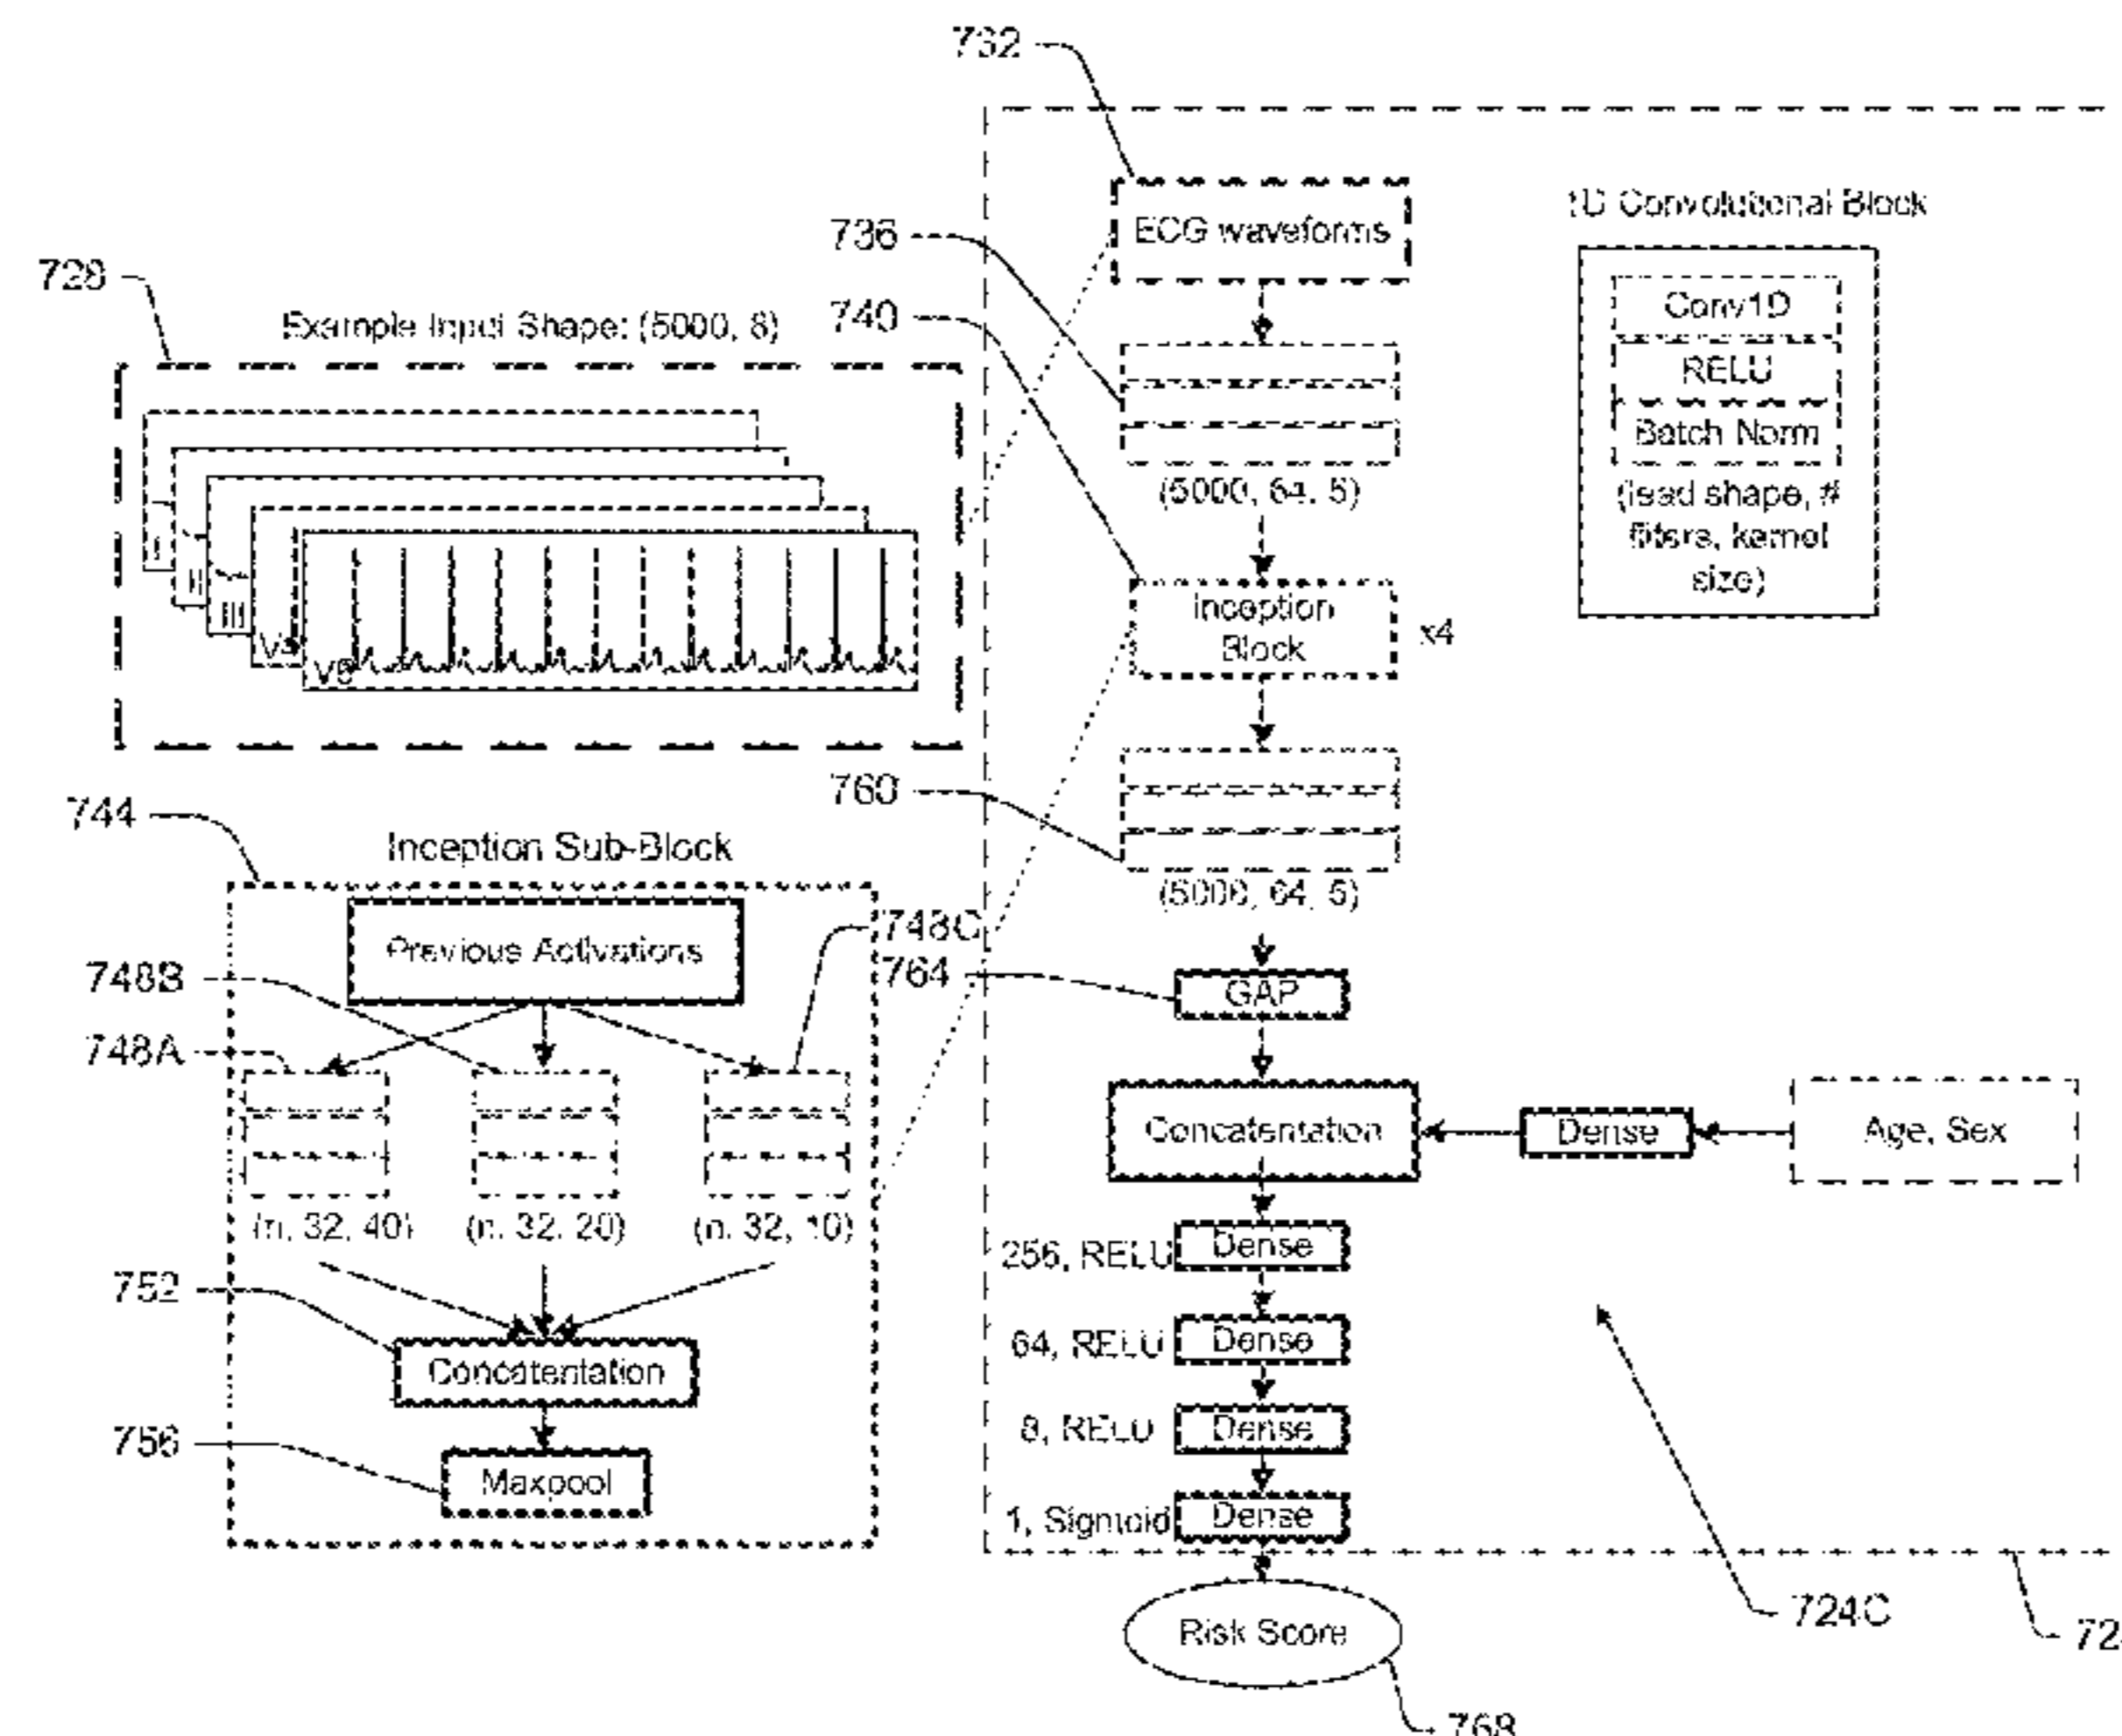 732
1D Convolutional Block
736
ECG waveforms
728
Conv1D
740
Example Input Shape: (5000, 8)
RELU
Batch Norm
(5000, 64, 5)
(lead shape, #
filters, kernel
size)
I
II
III
Inception
Block
x4
760
744
Inception Sub-Block
(5000, 64, 5)
748C
Previous Activations
748B
764
GAP
748A
Concatentation
Dense
Age, Sex
(n, 32, 40)
(n, 32, 20)
(n, 32, 10)
256, RELU
Dense
752
64, RELU
Dense
Concatentation
8, RELU
Dense
756
Maxpool
1, Sigmoid
Dense
724C
Risk Score
768